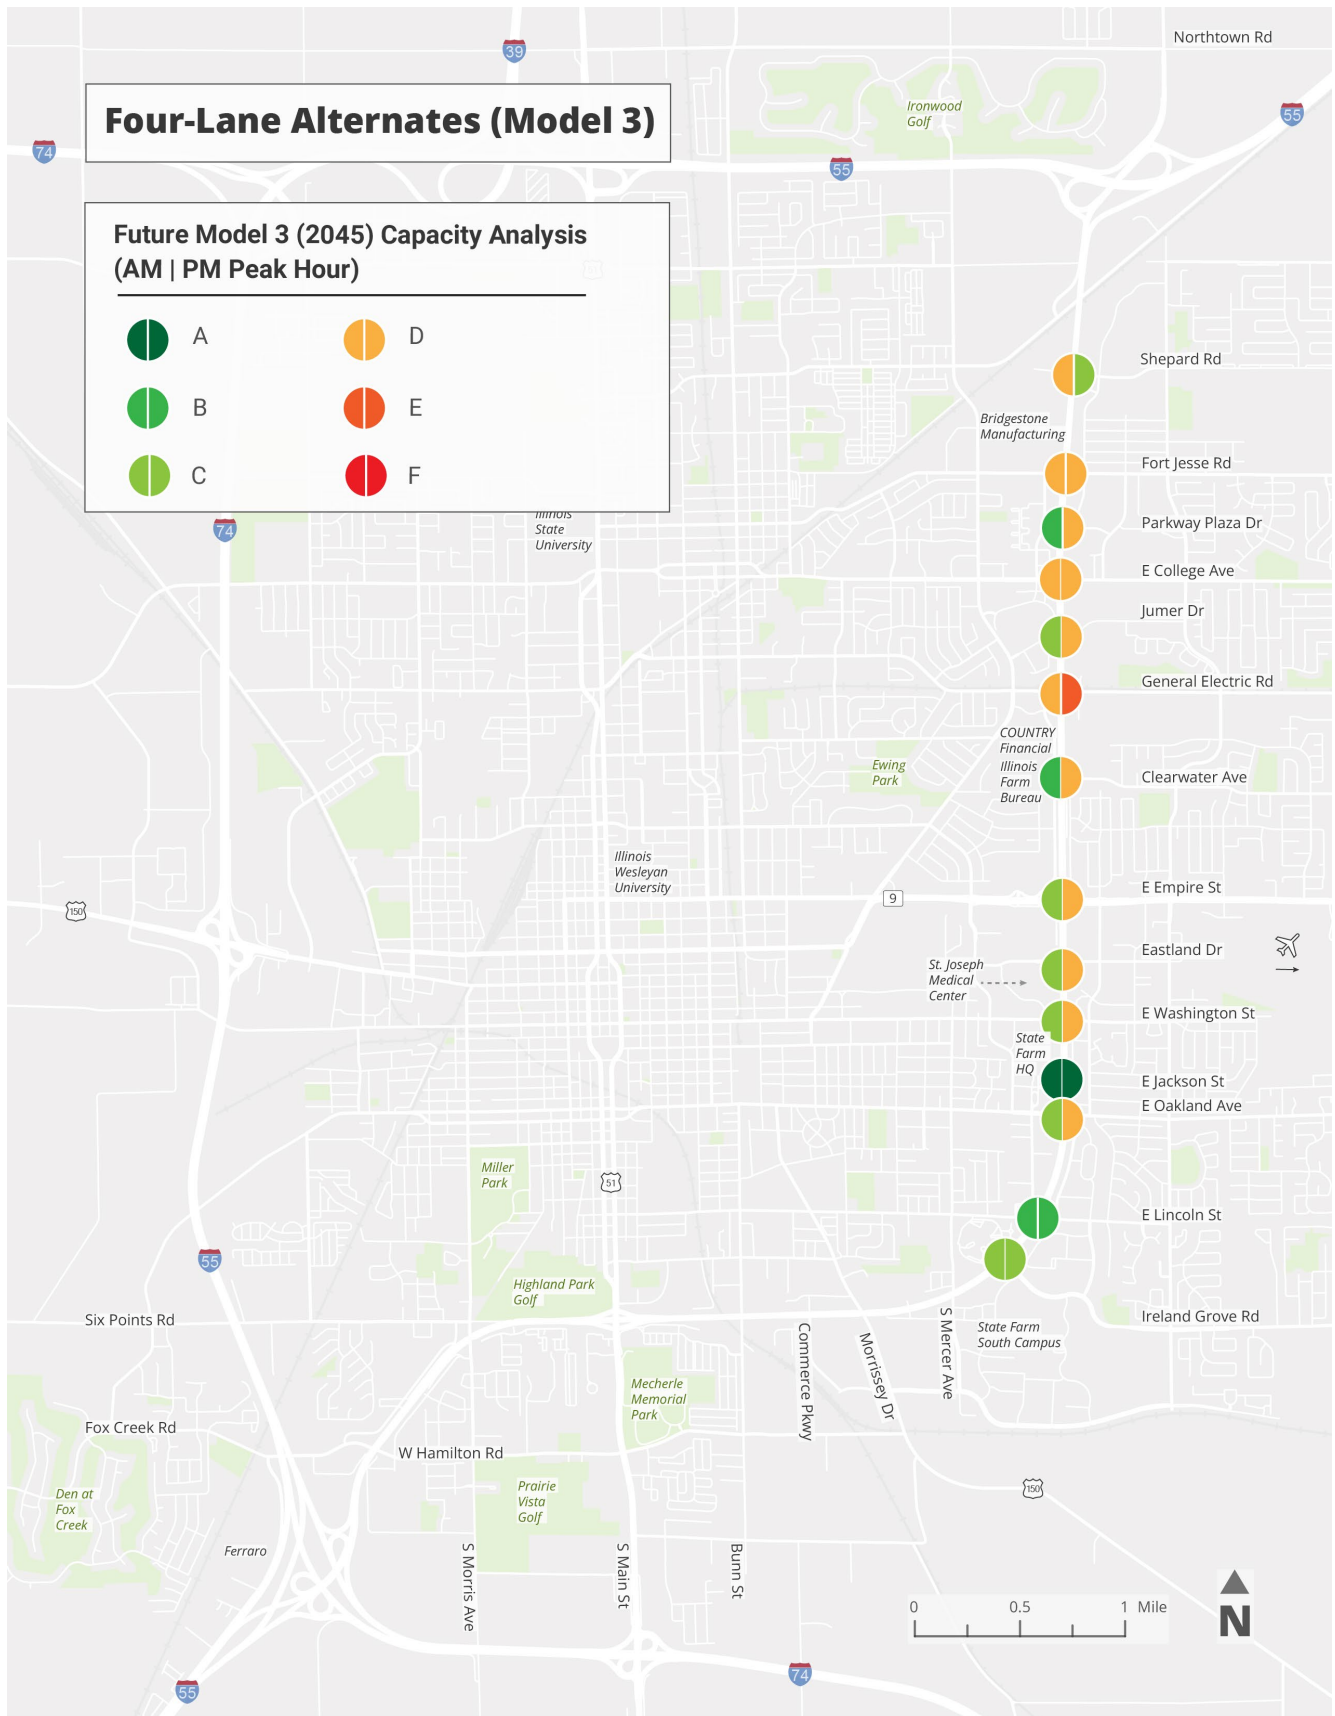 Northtown Rd
39
Four-Lane Alternates (Model 3)
Ironwood
Golf
55
74
55
Future Model 3 (2045) Capacity Analysis
(AM | PM Peak Hour)
A
D
B
E
C
F
Shepard Rd
Bridgestone
Manufacturing
Fort Jesse Rd
Illinois
State
University
74
Parkway Plaza Dr
E College Ave
Jumer Dr
General Electric Rd
COUNTRY
Financial
Illinois
Farm
Bureau
Ewing
Park
Clearwater Ave
Illinois
Wesleyan
University
E Empire St
9
150
Eastland Dr
St. Joseph
Medical
Center
E Washington St
State
Farm
HQ
E Jackson St
E Oakland Ave
Miller
Park
51
E Lincoln St
55
Highland Park
Golf
Six Points Rd
Ireland Grove Rd
State Farm
South Campus
S Mercer Ave
Commerce Pkwy
Morrissey Dr
Mecherle
Memorial
Park
Fox Creek Rd
W Hamilton Rd
Den at
Fox
Creek
Prairie
Vista
Golf
150
Ferraro
S Morris Ave
S Main St
Bunn St
0 0.5 1 Mile
N
55
74